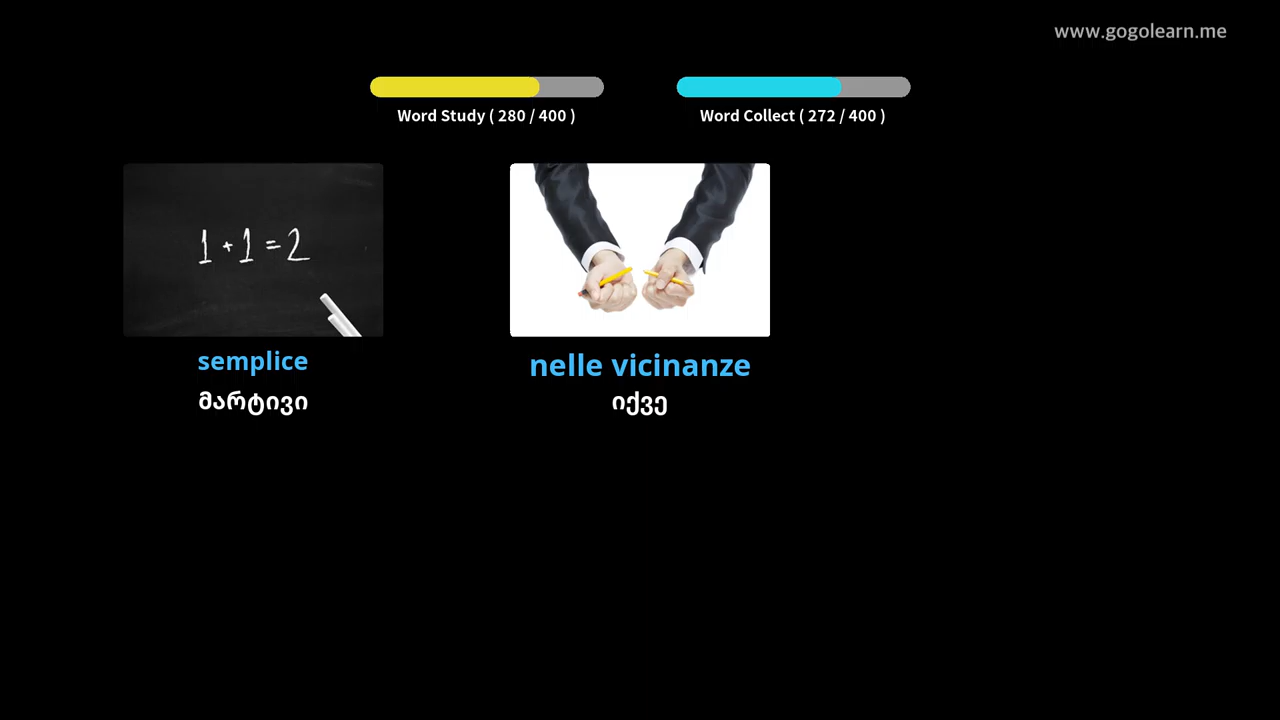 www.gogolearn.me
Word Study ( 280 / 400 )
Word Collect ( 272 / 400 )
1 + 1 = 2
semplice
მარტივი
nelle vicinanze
იქვე